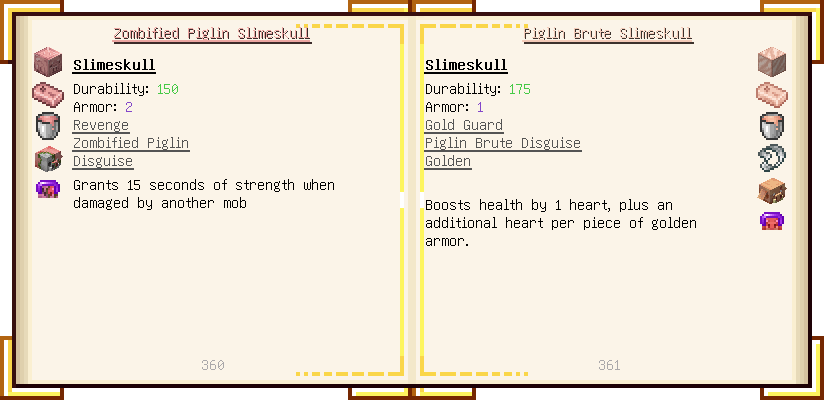 Zombified Piglin Slimeskull
Slimeskull
Durability: 150
Armor: 2
Revenge
Zombified Piglin
Disguise
Grants 15 seconds of strength when
damaged by another mob
360
Piglin Brute Slimeskull
Slimeskull
Durability: 175
Armor: 1
Gold Guard
Piglin Brute Disguise
Golden
Boosts health by 1 heart, plus an
additional heart per piece of golden
armor.
361